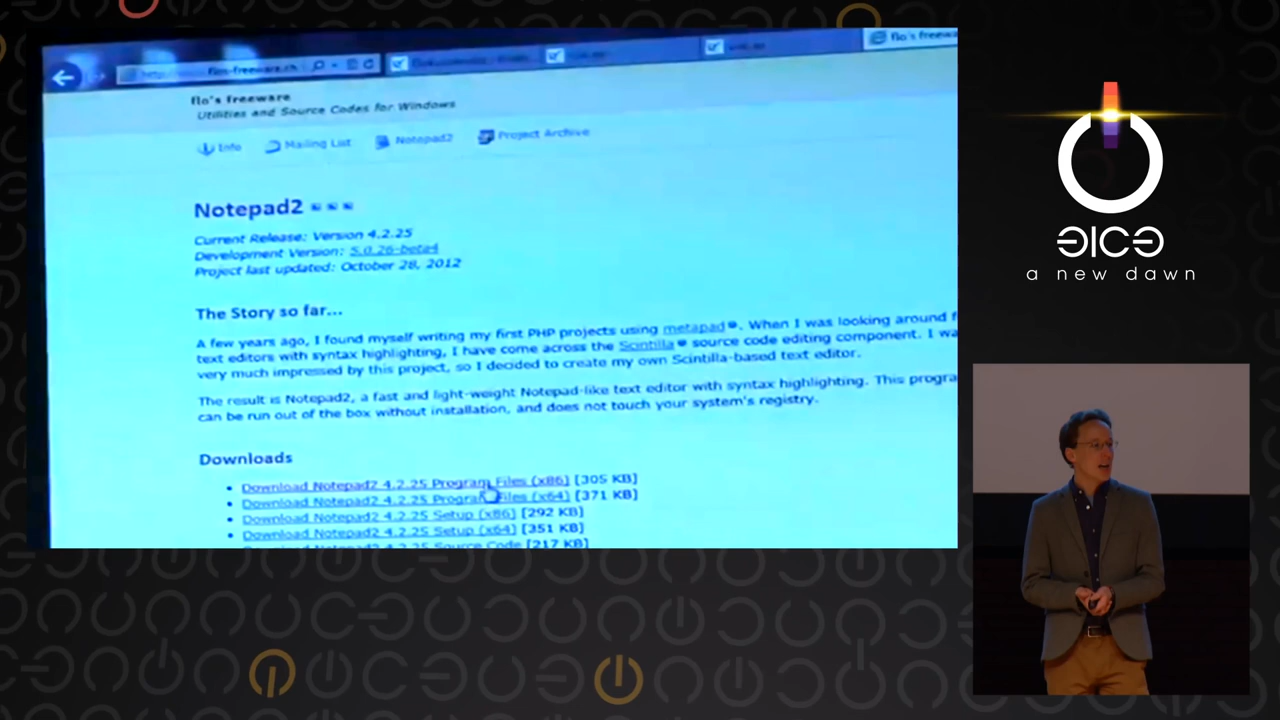 flos-freeware.ch
flo's freewa
flo's freeware
Utilities and Source Codes for Windows
Info
Mailing List
Notepad2
Project Archive
Notepad2
Current Release: Version 4.2.25
Development Version: 5.0.26-beta4
Project last updated: October 28, 2012
The Story so far...
A few years ago, I found myself writing my first PHP projects using metapad. When I was looking around f
text editors with syntax highlighting, I have come across the Scintilla source code editing component. I wa
very much impressed by this project, so I decided to create my own Scintilla-based text editor.
The result is Notepad2, a fast and light-weight Notepad-like text editor with syntax highlighting. This progra
can be run out of the box without installation, and does not touch your system's registry.
Downloads
Download Notepad2 4.2.25 Program Files (x86) [305 KB]
Download Notepad2 4.2.25 Program Files (x64) [371 KB]
Download Notepad2 4.2.25 Setup (x86) [292 KB]
Download Notepad2 4.2.25 Setup (x64) [351 KB]
Download Notepad2 4.2.25 Source Code [217 KB]
a new dawn